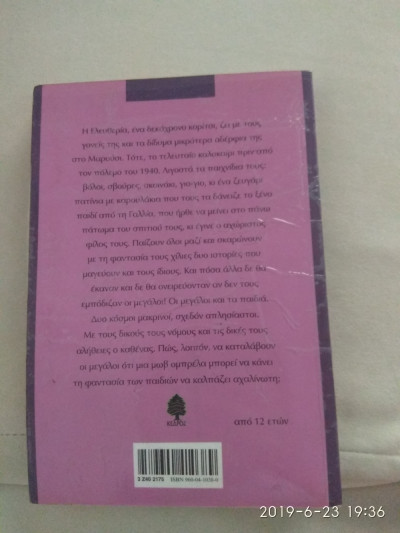 Η Ελευθερία, ένα δεκάχρονο κορίτσι, ζει με τους
γονείς της και τα δίδυμα μικρότερα αδέρφια της
στο Μαρούσι. Τότε, το τελευταίο καλοκαίρι πριν από
τον πόλεμο του 1940. Λιγοστά τα παιχνίδια τους:
βόλοι, σβούρες, σκοινάκι, γιο-γιο, κι ένα ζευγάρι
πατίνια με καρουλάκια που τους τα δάνειζε το ξένο
παιδί από τη Γαλλία, που ήρθε να μείνει στο πάνω
πάτωμα του σπιτιού τους, κι έγινε ο αχώριστος
φίλος τους. Παίζουν όλοι μαζί και σκαρώνουν
με τη φαντασία τους χίλιες δυο ιστορίες που
μαγεύουν και τους ίδιους. Και πόσα άλλα δε θα
έκαναν και δε θα ονειρεύονταν αν δεν τους
εμπόδιζαν οι μεγάλοι! Οι μεγάλοι και τα παιδιά.
Δυο κόσμοι μακρινοί, σχεδόν απλησίαστοι.
Με τους δικούς τους νόμους και τις δικές τους
αλήθειες ο καθένας. Πώς, λοιπόν, να καταλάβουν
οι μεγάλοι ότι μια μωβ ομπρέλα μπορεί να κάνει
τη φαντασία των παιδιών να καλπάζει αχαλίνωτη;
ΚΕΔΡΟΣ
από 12 ετών
2019-6-23 19:36